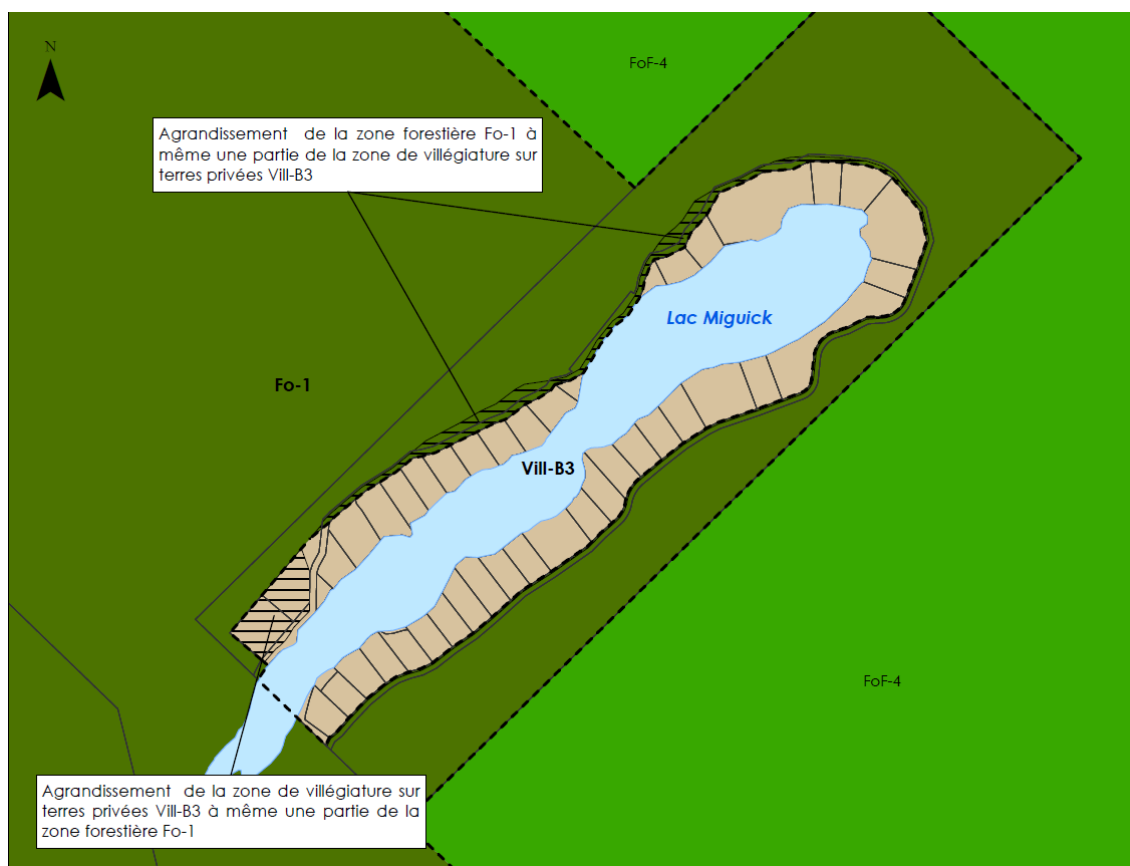 N
FoF-4
Agrandissement de la zone forestière Fo-1 à
même une partie de la zone de villégiature sur
terres privées Vill-B3
Lac Miguick
Fo-1
Vill-B3
FoF-4
Agrandissement de la zone de villégiature sur
terres privées Vill-B3 à même une partie de la
zone forestière Fo-1